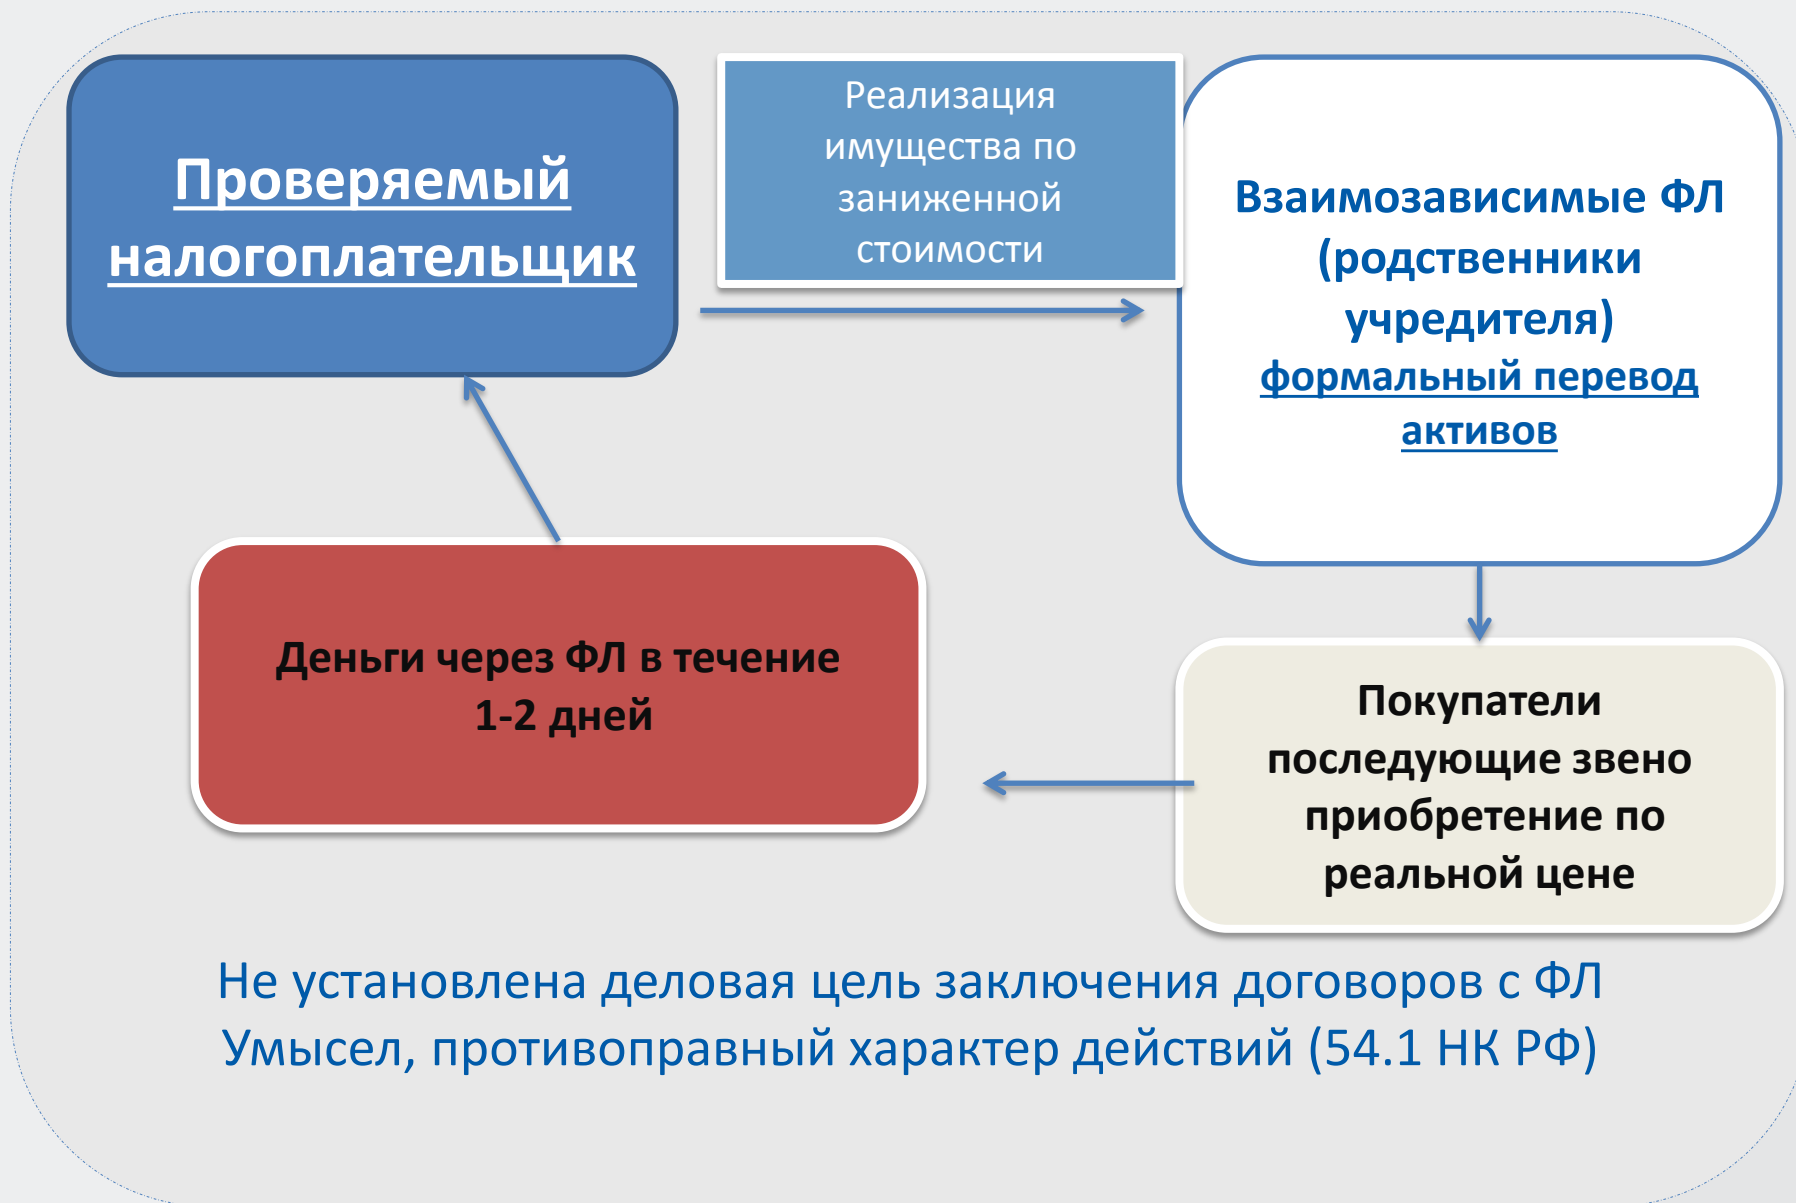 Проверяемый
налогоплательщик
Реализация
имущества по
заниженной
стоимости
Взаимозависимые ФЛ
(родственники
учредителя)
формальный перевод
активов
Деньги через ФЛ в течение
1-2 дней
Покупатели
последующие звено
приобретение по
реальной цене
Не установлена деловая цель заключения договоров с ФЛ
Умысел, противоправный характер действий (54.1 НК РФ)